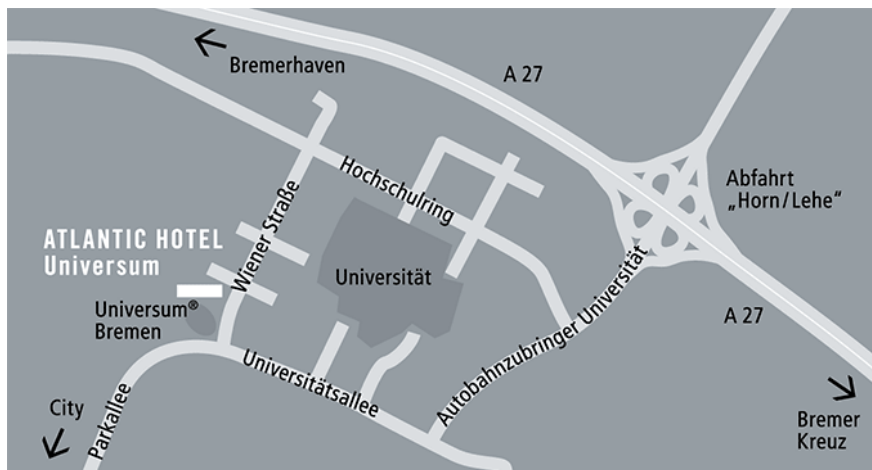 Bremerhaven
A 27
Hochschulring
Abfahrt
„Horn/Lehe“
Wiener Straße
ATLANTIC HOTEL
Universum
Universität
Universum®
Bremen
Autobahnzubringer Universität
A 27
Universitätsallee
Parkallee
City
Bremer
Kreuz